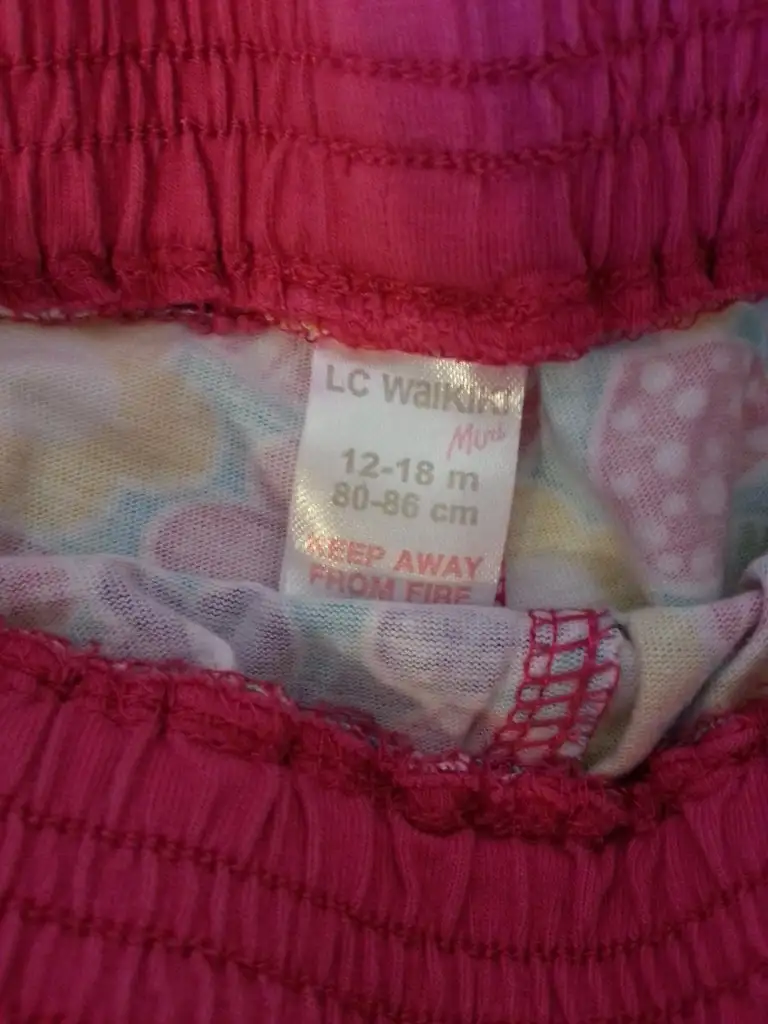 LC WaiKiKi
Mini
12-18 m
80-86 cm
KEEP AWAY
FROM FIRE